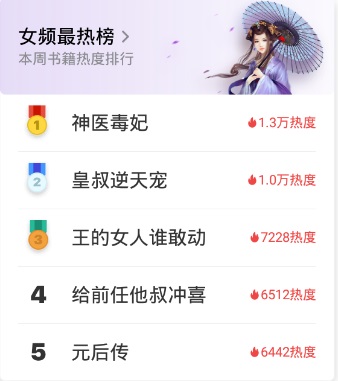 女频最热榜
本周书籍热度排行
1 神医毒妃 1.3万热度
2 皇叔逆天宠 1.0万热度
3 王的女人谁敢动 7228热度
4 给前任他叔冲喜 6512热度
5 元后传 6442热度